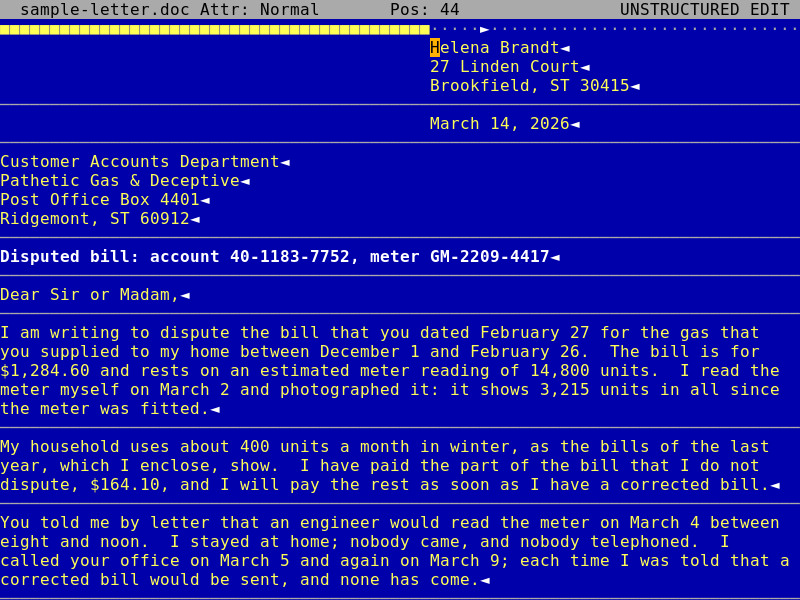 sample-letter.doc Attr: Normal Pos: 44 UNSTRUCTURED EDIT
Helena Brandt
27 Linden Court
Brookfield, ST 30415
March 14, 2026
Customer Accounts Department
Pathetic Gas & Deceptive
Post Office Box 4401
Ridgemont, ST 60912
Disputed bill: account 40-1183-7752, meter GM-2209-4417
Dear Sir or Madam,
I am writing to dispute the bill that you dated February 27 for the gas that
you supplied to my home between December 1 and February 26.  The bill is for
$1,284.60 and rests on an estimated meter reading of 14,800 units.  I read the
meter myself on March 2 and photographed it: it shows 3,215 units in all since
the meter was fitted.
My household uses about 400 units a month in winter, as the bills of the last
year, which I enclose, show.  I have paid the part of the bill that I do not
dispute, $164.10, and I will pay the rest as soon as I have a corrected bill.
You told me by letter that an engineer would read the meter on March 4 between
eight and noon.  I stayed at home; nobody came, and nobody telephoned.  I
called your office on March 5 and again on March 9; each time I was told that a
corrected bill would be sent, and none has come.